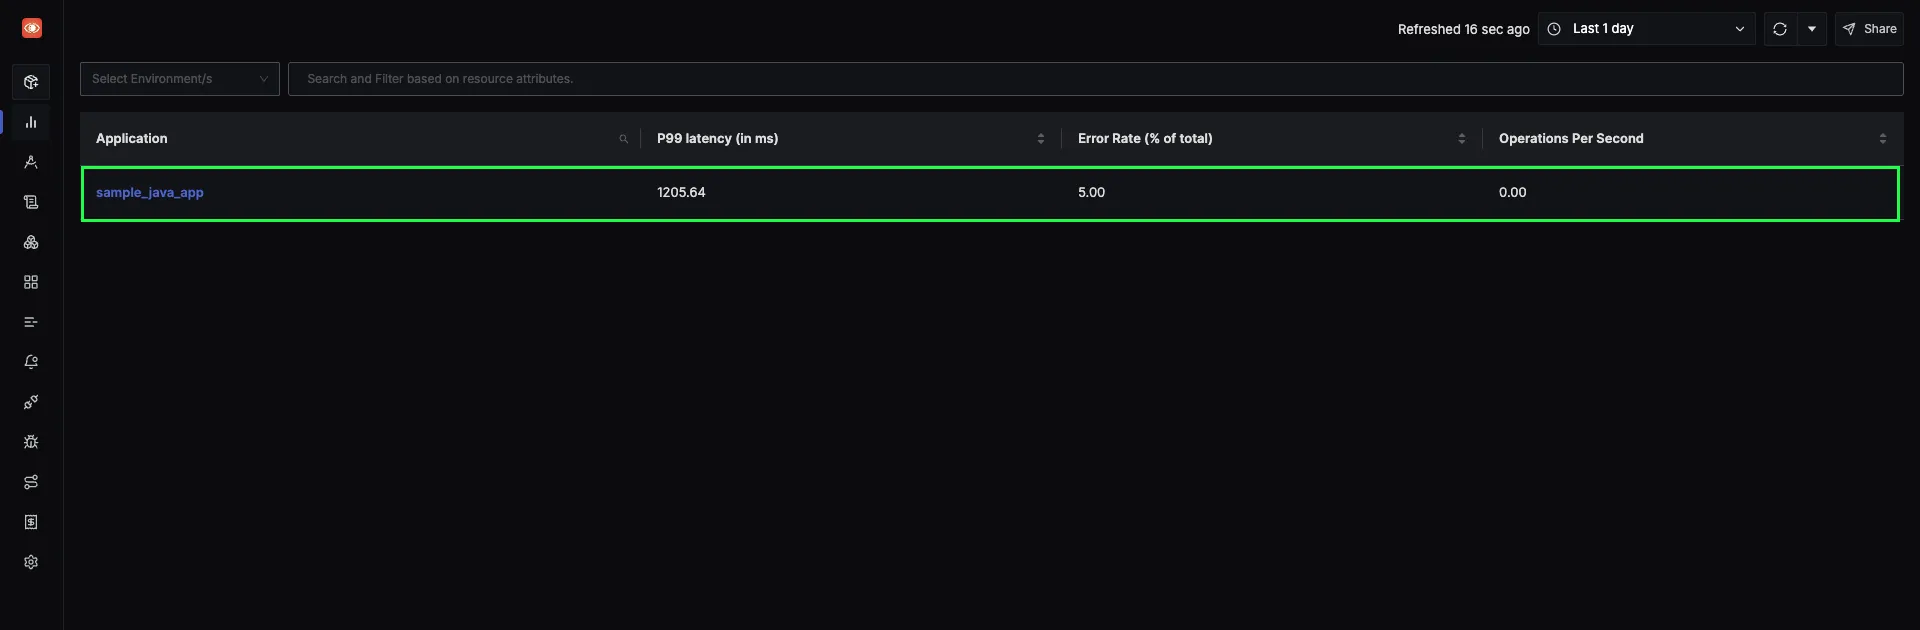 Refreshed 16 sec ago Last 1 day Share
Select Environment/s Search and Filter based on resource attributes.
Application P99 latency (in ms) Error Rate (% of total) Operations Per Second
sample_java_app 1205.64 5.00 0.00